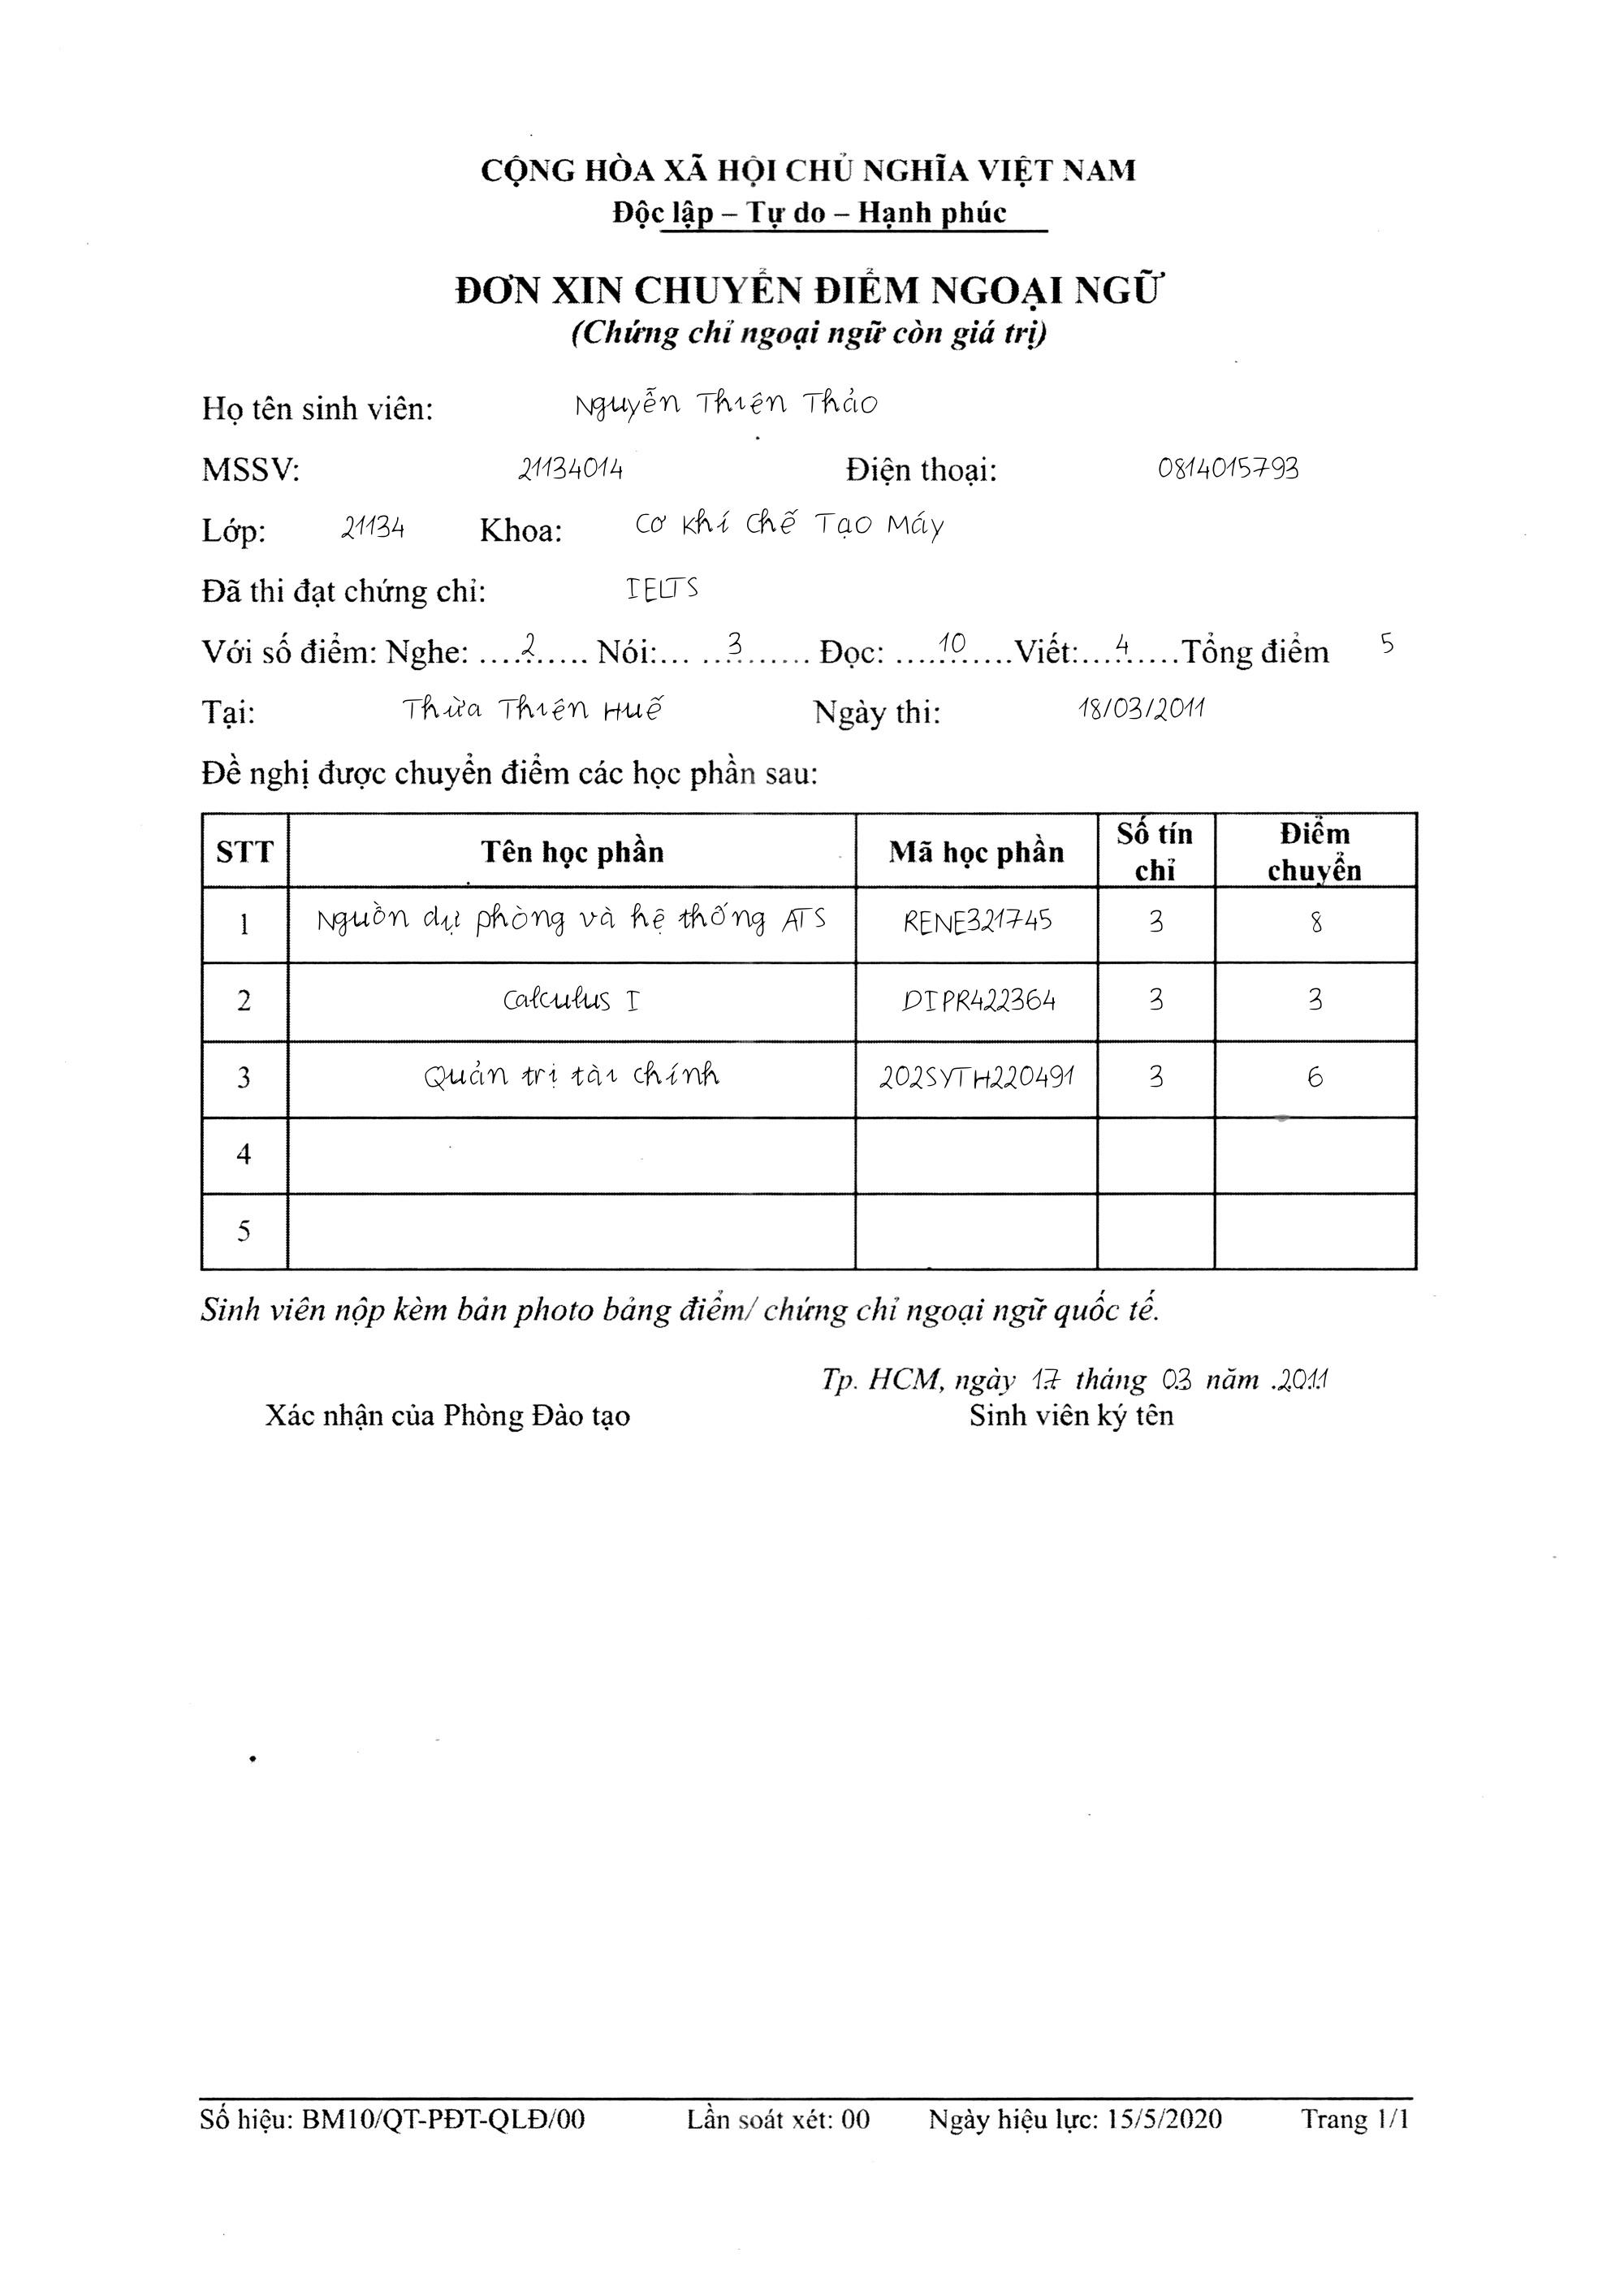 CỘNG HÒA XÃ HỘI CHỦ NGHĨA VIỆT NAM
Độc lập – Tự do – Hạnh phúc
ĐƠN XIN CHUYỂN ĐIỂM NGOẠI NGỮ
(Chứng chỉ ngoại ngữ còn giá trị)
Họ tên sinh viên: Nguyễn Thiện Thảo
MSSV: 21134014 Điện thoại: 0814015793
Lớp: 21134 Khoa: Cơ Khí Chế Tạo Máy
Đã thi đạt chứng chỉ: IELTS
Với số điểm: Nghe: ....2...... Nói:... ..3....... Đọc: ....10.....Viết:....4.....Tổng điểm 5
Tại: Thừa Thiên Huế Ngày thi: 18/03/2011
Đề nghị được chuyển điểm các học phần sau:
STT Tên học phần Mã học phần Số tín chỉ Điểm chuyển
1 Nguồn dự phòng và hệ thống ATS RENE321745 3 8
2 Calculus I DIPR422364 3 3
3 Quản trị tài chính 202SYTH220491 3 6
4
5
Sinh viên nộp kèm bản photo bảng điểm/ chứng chỉ ngoại ngữ quốc tế.
Tp. HCM, ngày 17 tháng 03 năm .2011
Xác nhận của Phòng Đào tạo Sinh viên ký tên
Số hiệu: BM10/QT-PĐT-QLĐ/00 Lần soát xét: 00 Ngày hiệu lực: 15/5/2020 Trang 1/1